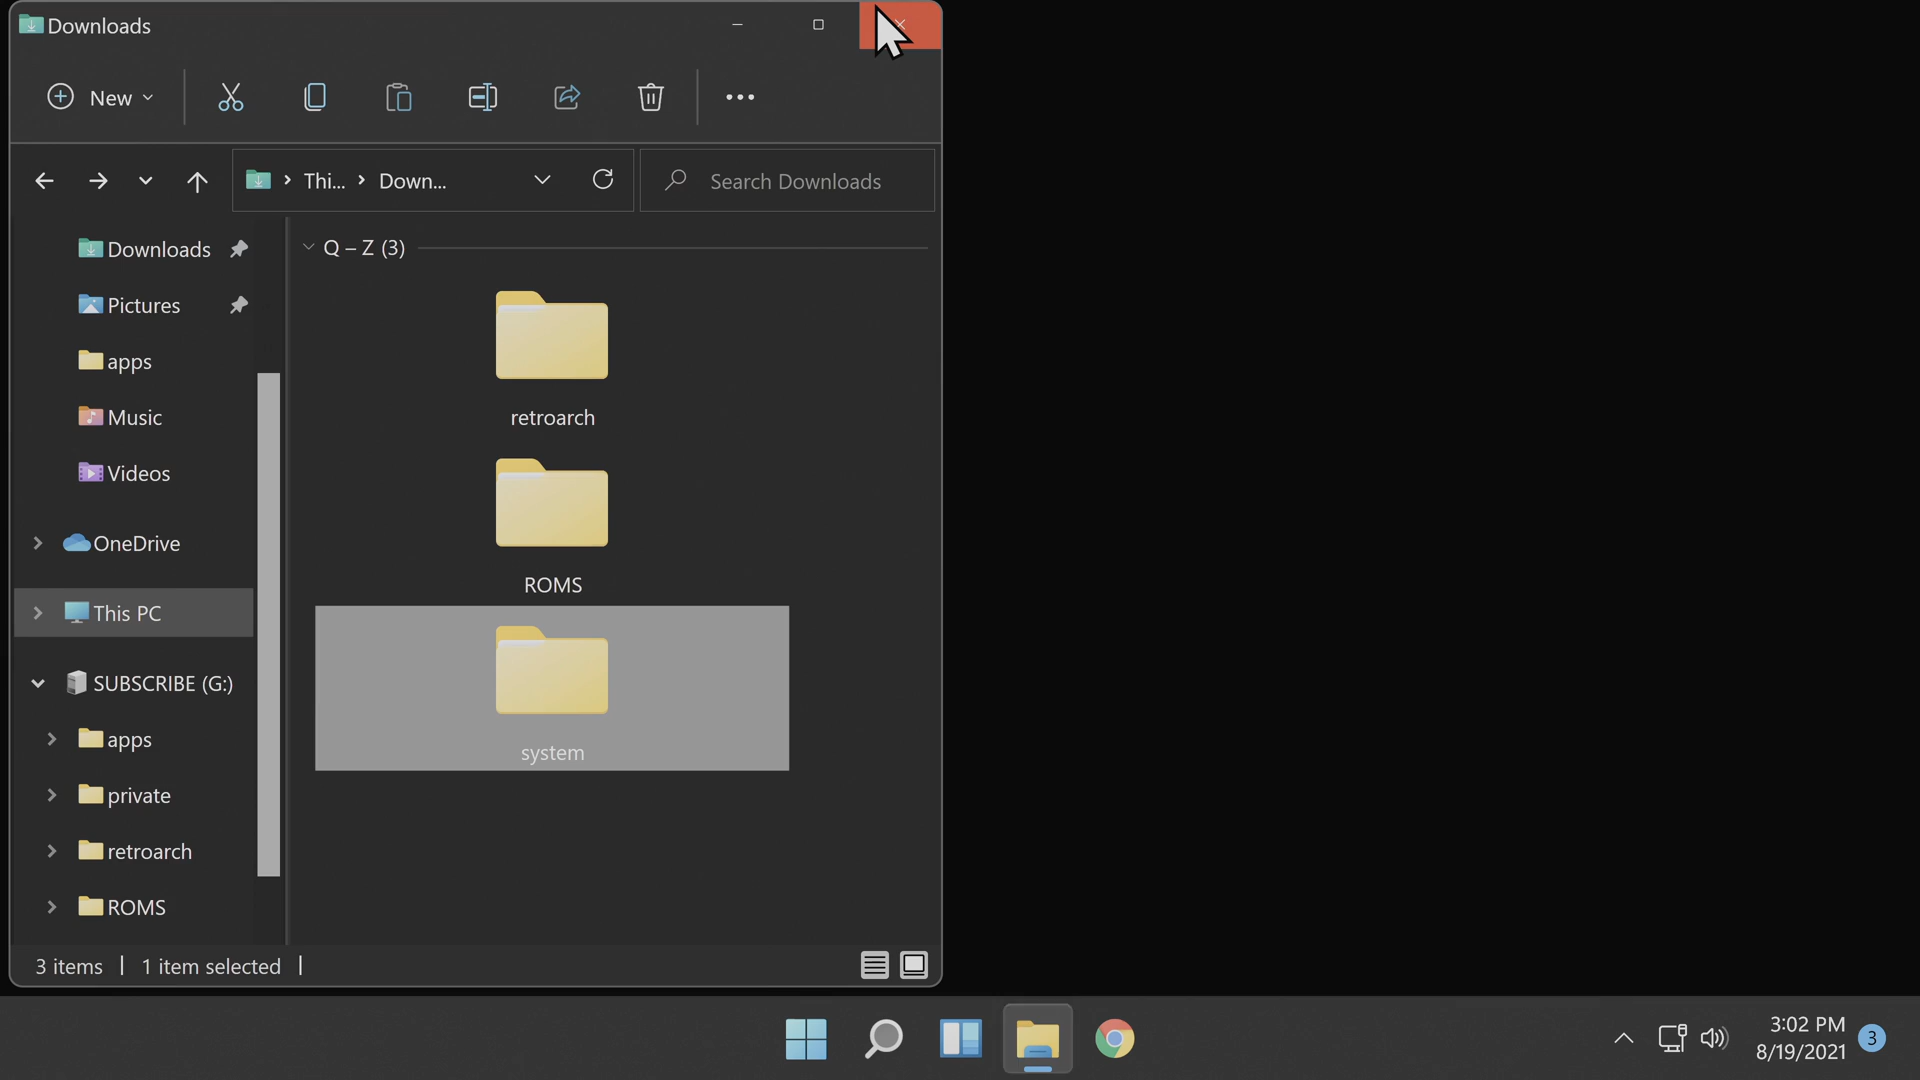 Downloads
New
Thi... Down...
Search Downloads
Downloads
Pictures
apps
Music
Videos
OneDrive
This PC
SUBSCRIBE (G:)
apps
private
retroarch
ROMS
Q – Z (3)
retroarch
ROMS
system
3 items
1 item selected
3:02 PM
8/19/2021
3